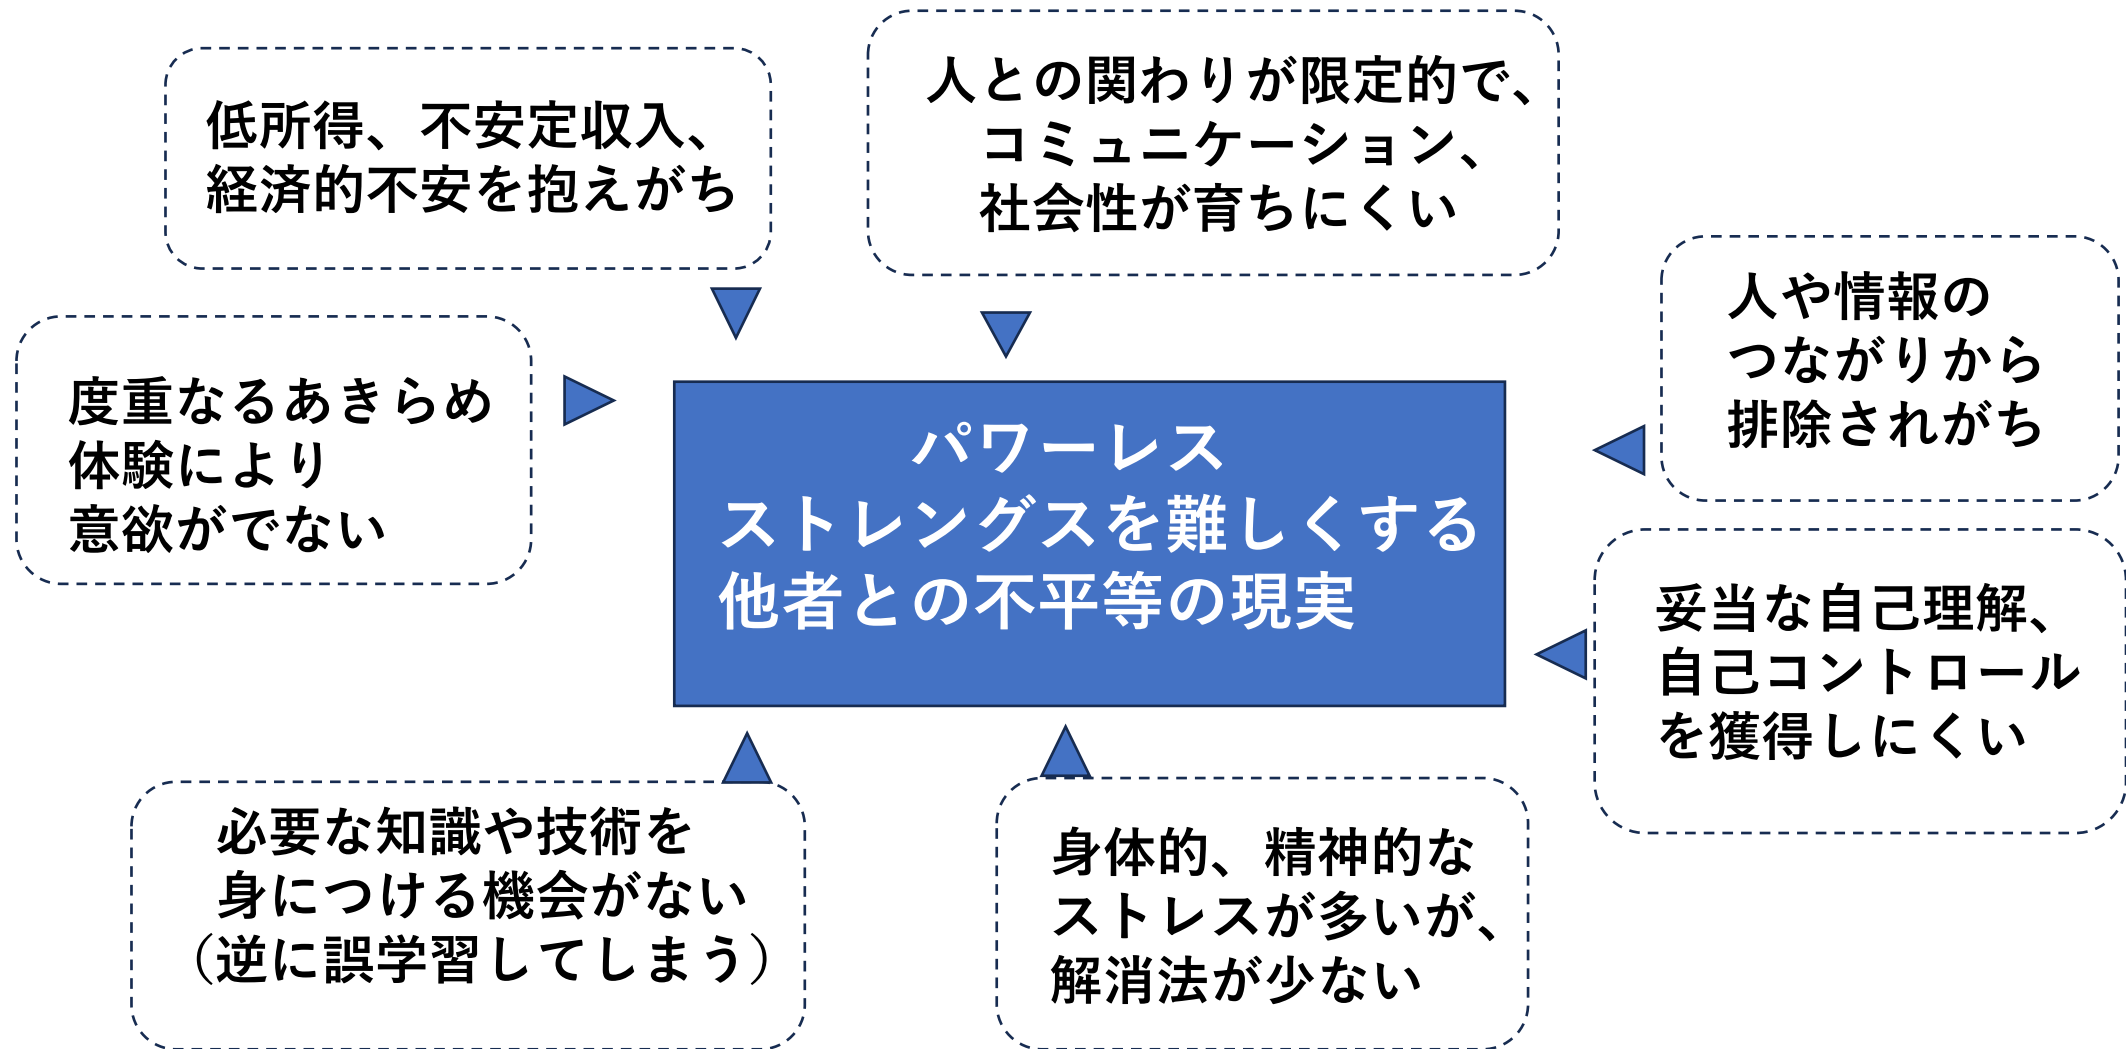 低所得、不安定収入、
経済的不安を抱えがち
人との関わりが限定的で、
コミュニケーション、
社会性が育ちにくい
度重なるあきらめ
体験により
意欲がでない
パワーレス
ストレングスを難しくする
他者との不平等の現実
人や情報の
つながりから
排除されがち
妥当な自己理解、
自己コントロール
を獲得しにくい
必要な知識や技術を
身につける機会がない
（逆に誤学習してしまう）
身体的、精神的な
ストレスが多いが、
解消法が少ない